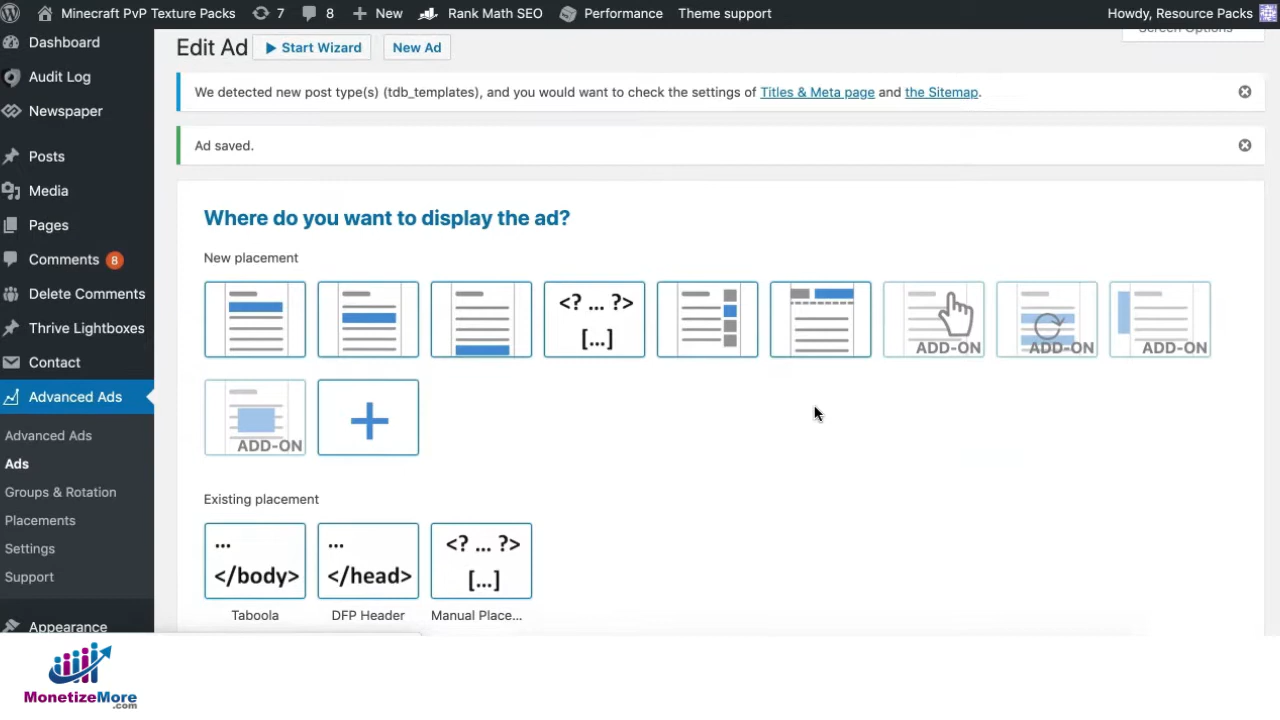 Minecraft PvP Texture Packs
7
8
New
Rank Math SEO
Performance
Theme support
Howdy, Resource Packs
Dashboard
Audit Log
Newspaper
Posts
Media
Pages
Comments 8
Delete Comments
Thrive Lightboxes
Contact
Advanced Ads
Advanced Ads
Ads
Groups & Rotation
Placements
Settings
Support
Appearance
Screen Options
Edit Ad
Start Wizard
New Ad
We detected new post type(s) (tdb_templates), and you would want to check the settings of Titles & Meta page and the Sitemap.
Ad saved.
Where do you want to display the ad?
New placement
<? ... ?>
[...]
ADD-ON
ADD-ON
ADD-ON
ADD-ON
Existing placement
...
</body>
Taboola
...
</head>
DFP Header
<? ... ?>
[...]
Manual Place...
MonetizeMore
.com